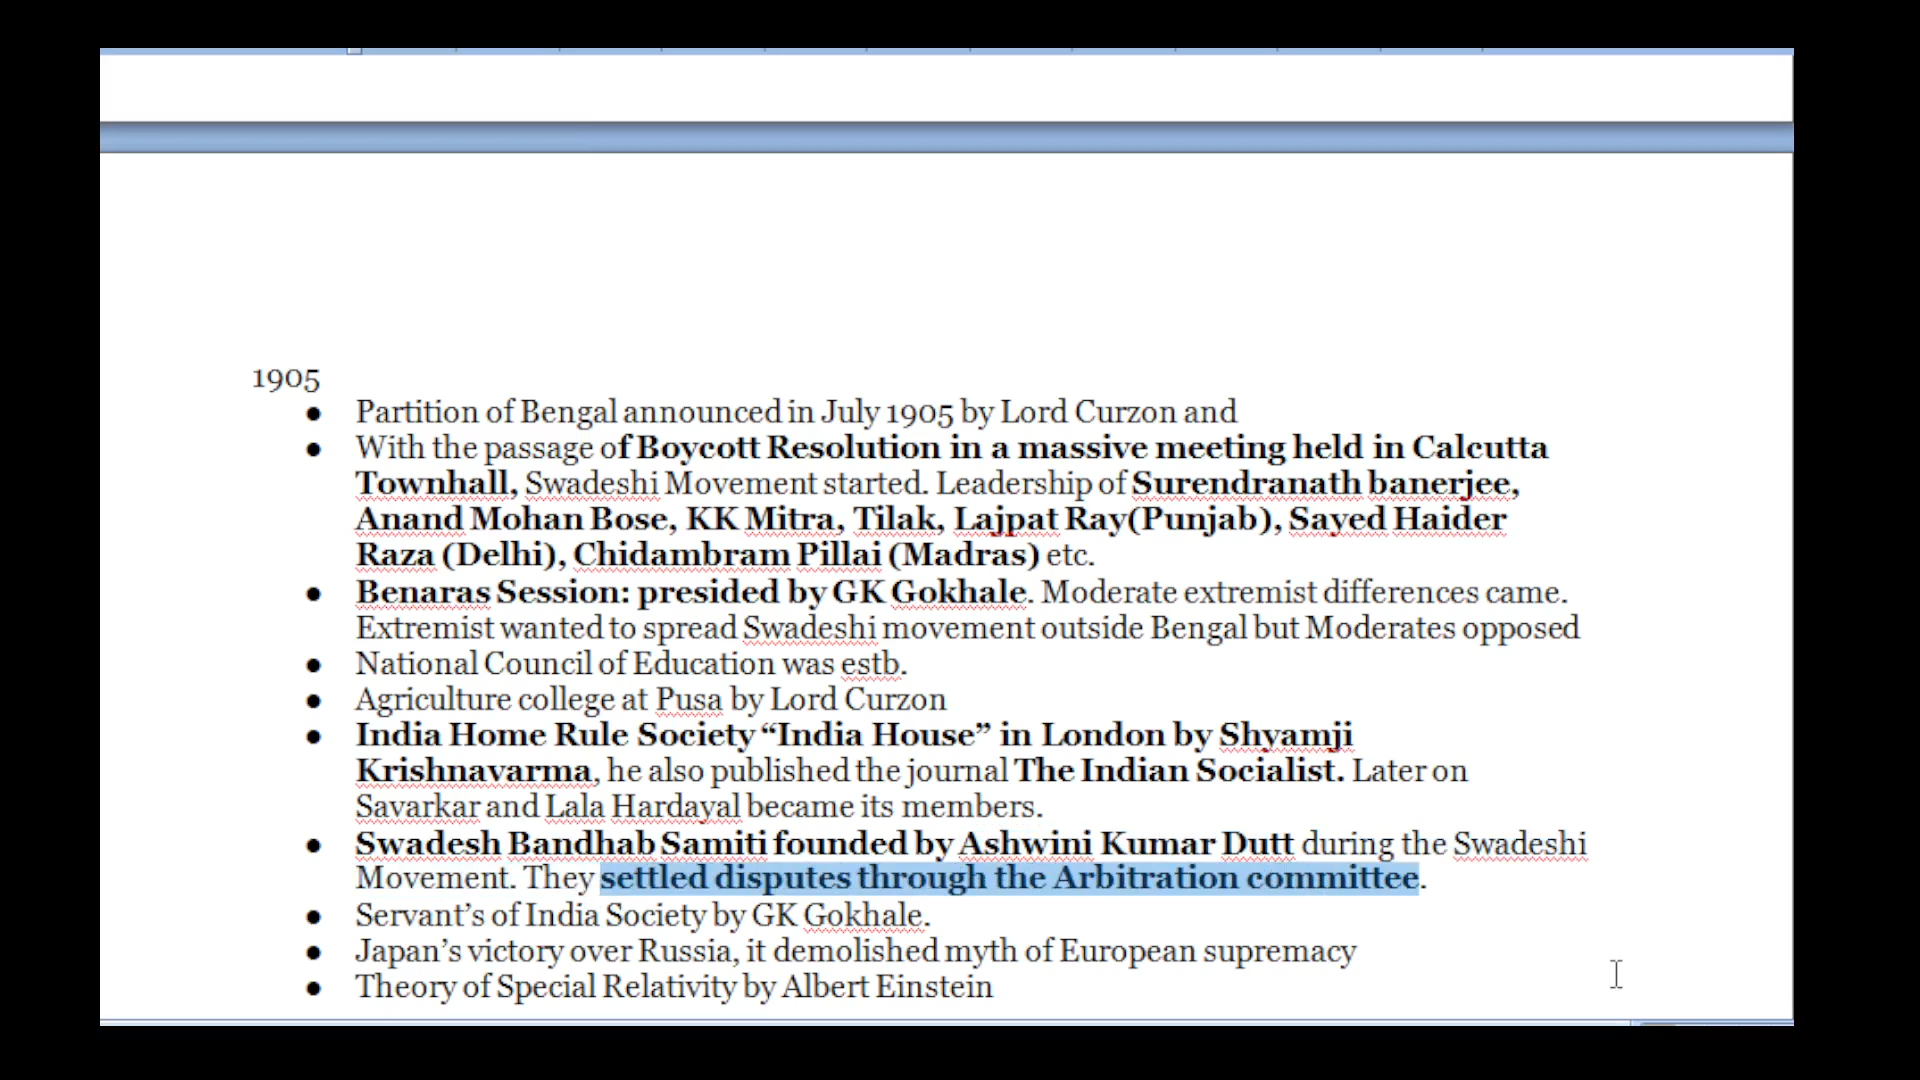 1905
● Partition of Bengal announced in July 1905 by Lord Curzon and
● With the passage of Boycott Resolution in a massive meeting held in Calcutta
Townhall, Swadeshi Movement started. Leadership of Surendranath banerjee,
Anand Mohan Bose, KK Mitra, Tilak, Lajpat Ray(Punjab), Sayed Haider
Raza (Delhi), Chidambram Pillai (Madras) etc.
● Benaras Session: presided by GK Gokhale. Moderate extremist differences came.
Extremist wanted to spread Swadeshi movement outside Bengal but Moderates opposed
● National Council of Education was estb.
● Agriculture college at Pusa by Lord Curzon
● India Home Rule Society “India House” in London by Shyamji
Krishnavarma, he also published the journal The Indian Socialist. Later on
Savarkar and Lala Hardayal became its members.
● Swadesh Bandhab Samiti founded by Ashwini Kumar Dutt during the Swadeshi
Movement. They settled disputes through the Arbitration committee.
● Servant’s of India Society by GK Gokhale.
● Japan’s victory over Russia, it demolished myth of European supremacy
● Theory of Special Relativity by Albert Einstein